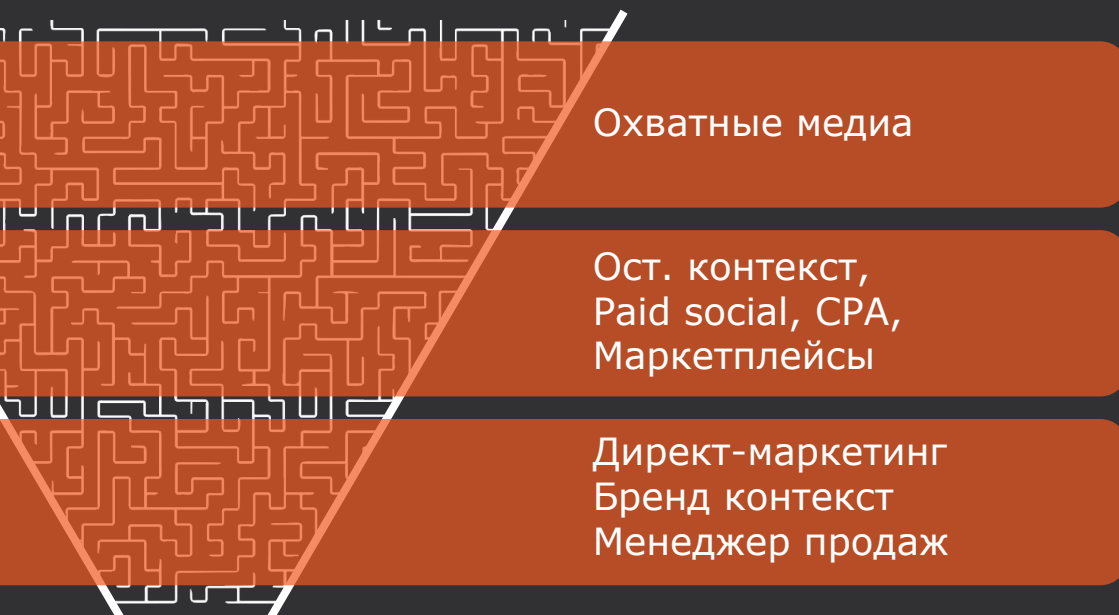 Охватные медиа
Ост. контекст,
Paid social, CPA,
Маркетплейсы
Директ-маркетинг
Бренд контекст
Менеджер продаж